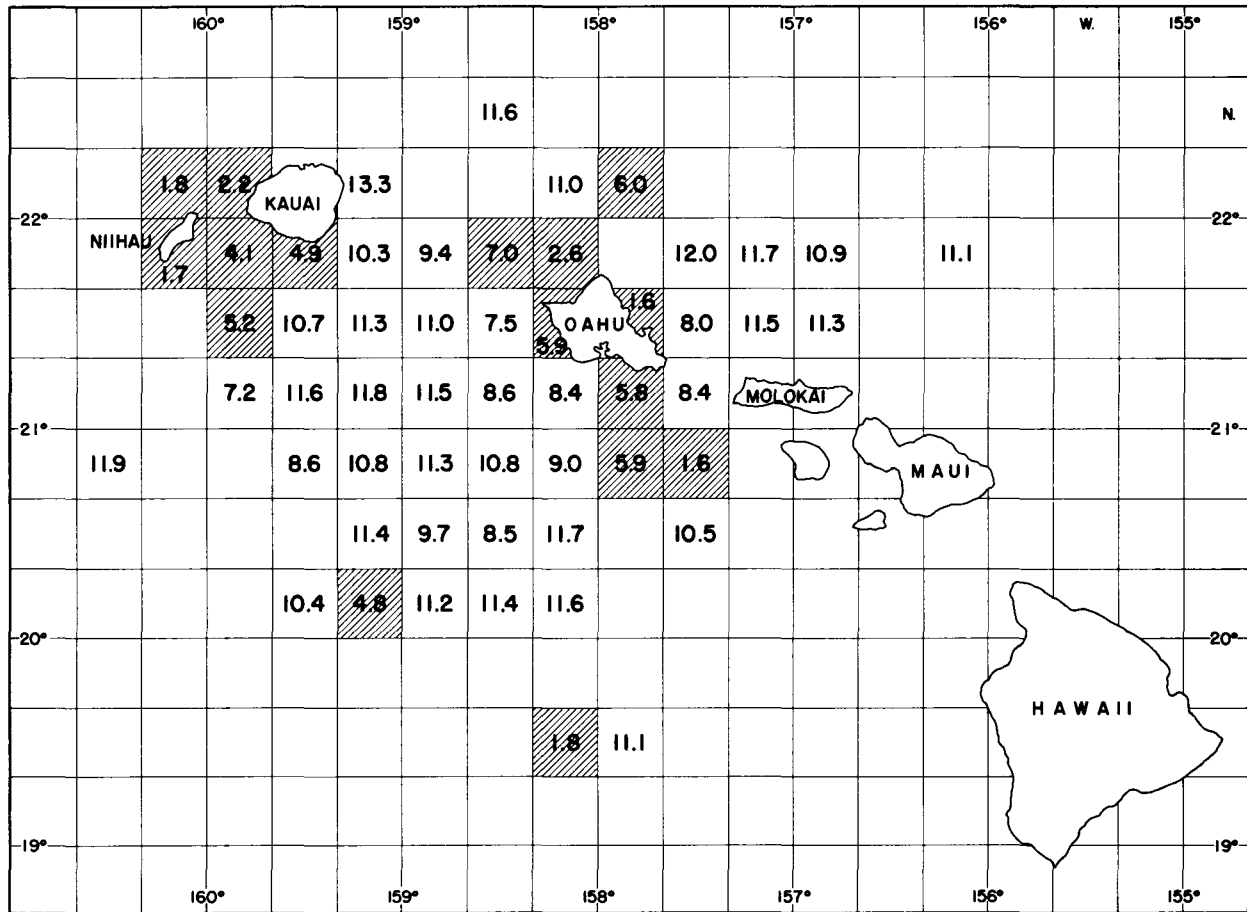 160° 159° 158° 157° 156° W. 155°
11.6 N.
1.8 2.2 13.3 11.0 6.0
KAUAI
22° 22°
NIIHAU 4.1 4.9 10.3 9.4 7.0 2.6 12.0 11.7 10.9 11.1
1.7
5.2 10.7 11.3 11.0 7.5 OAHU 1.6 8.0 11.5 11.3
5.9
7.2 11.6 11.8 11.5 8.6 8.4 5.8 8.4 MOLOKAI
21° 21°
11.9 8.6 10.8 11.3 10.8 9.0 5.9 1.6 MAUI
11.4 9.7 8.5 11.7 10.5
10.4 4.8 11.2 11.4 11.6
20° 20°
HAWAII
1.8 11.1
19° 19°
160° 159° 158° 157° 156° 155°